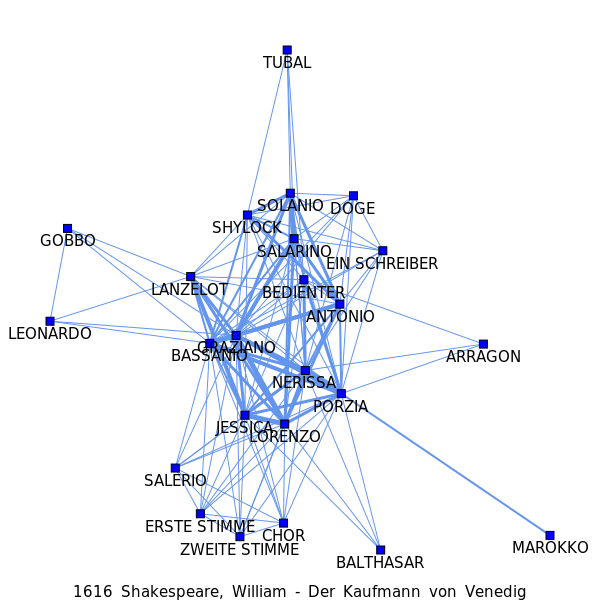 TUBAL
SOLANIO
DOGE
SHYLOCK
GOBBO
SALARINO
EIN SCHREIBER
LANZELOT
BEDIENTER
ANTONIO
LEONARDO
GRAZIANO
BASSANIO
ARRAGON
NERISSA
PORZIA
JESSICA
LORENZO
SALERIO
ERSTE STIMME
CHOR
ZWEITE STIMME
MAROKKO
BALTHASAR
1616 Shakespeare, William - Der Kaufmann von Venedig